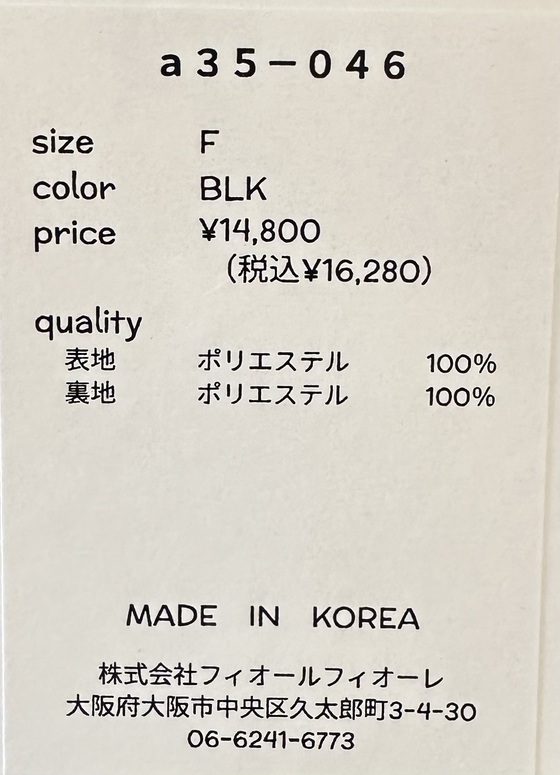 a35-046
size F
color BLK
price ¥14,800
(税込¥16,280)
quality
表地 ポリエステル 100%
裏地 ポリエステル 100%
MADE IN KOREA
株式会社フィオールフィオーレ
大阪府大阪市中央区久太郎町3-4-30
06-6241-6773